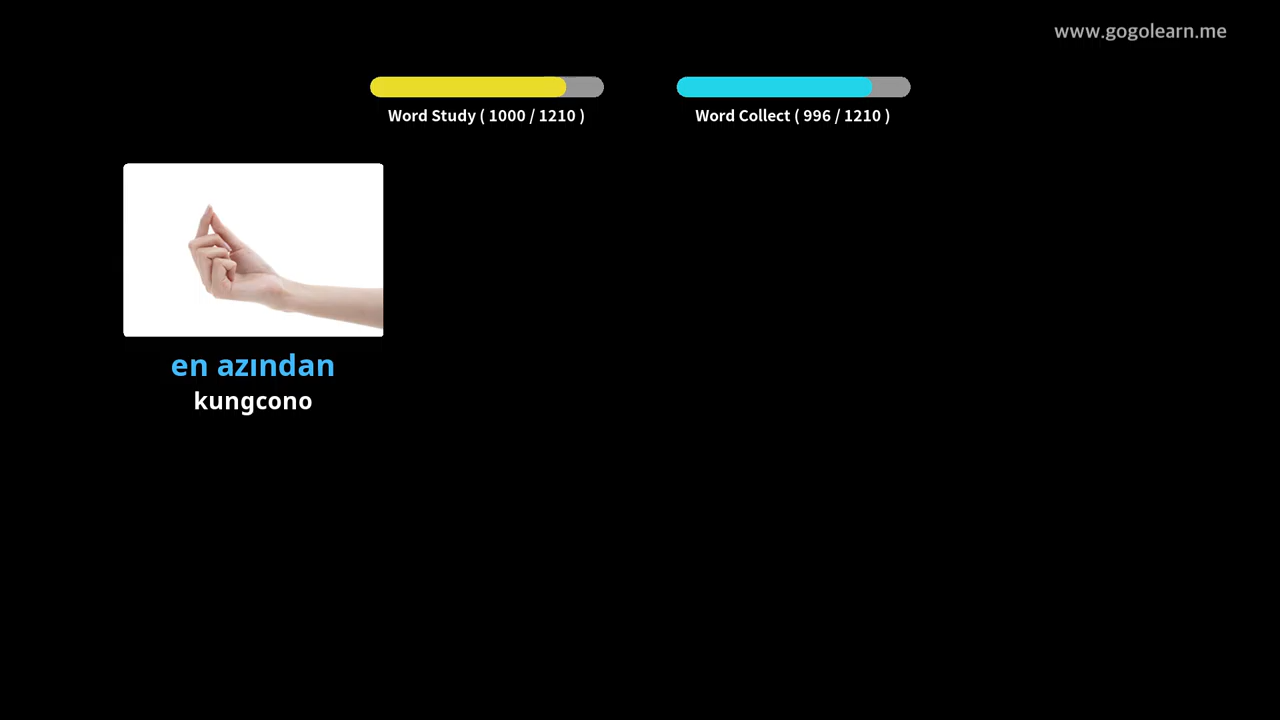 www.gogolearn.me
Word Study ( 1000 / 1210 )
Word Collect ( 996 / 1210 )
en azından
kungcono